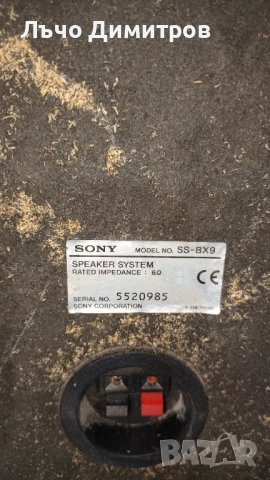 Лъчо Димитров
SONY MODEL NO. SS-BX9
SPEAKER SYSTEM
RATED IMPEDANCE : 6Ω
CE
SERIAL NO. 5520985
SONY CORPORATION
BAZAR
bg